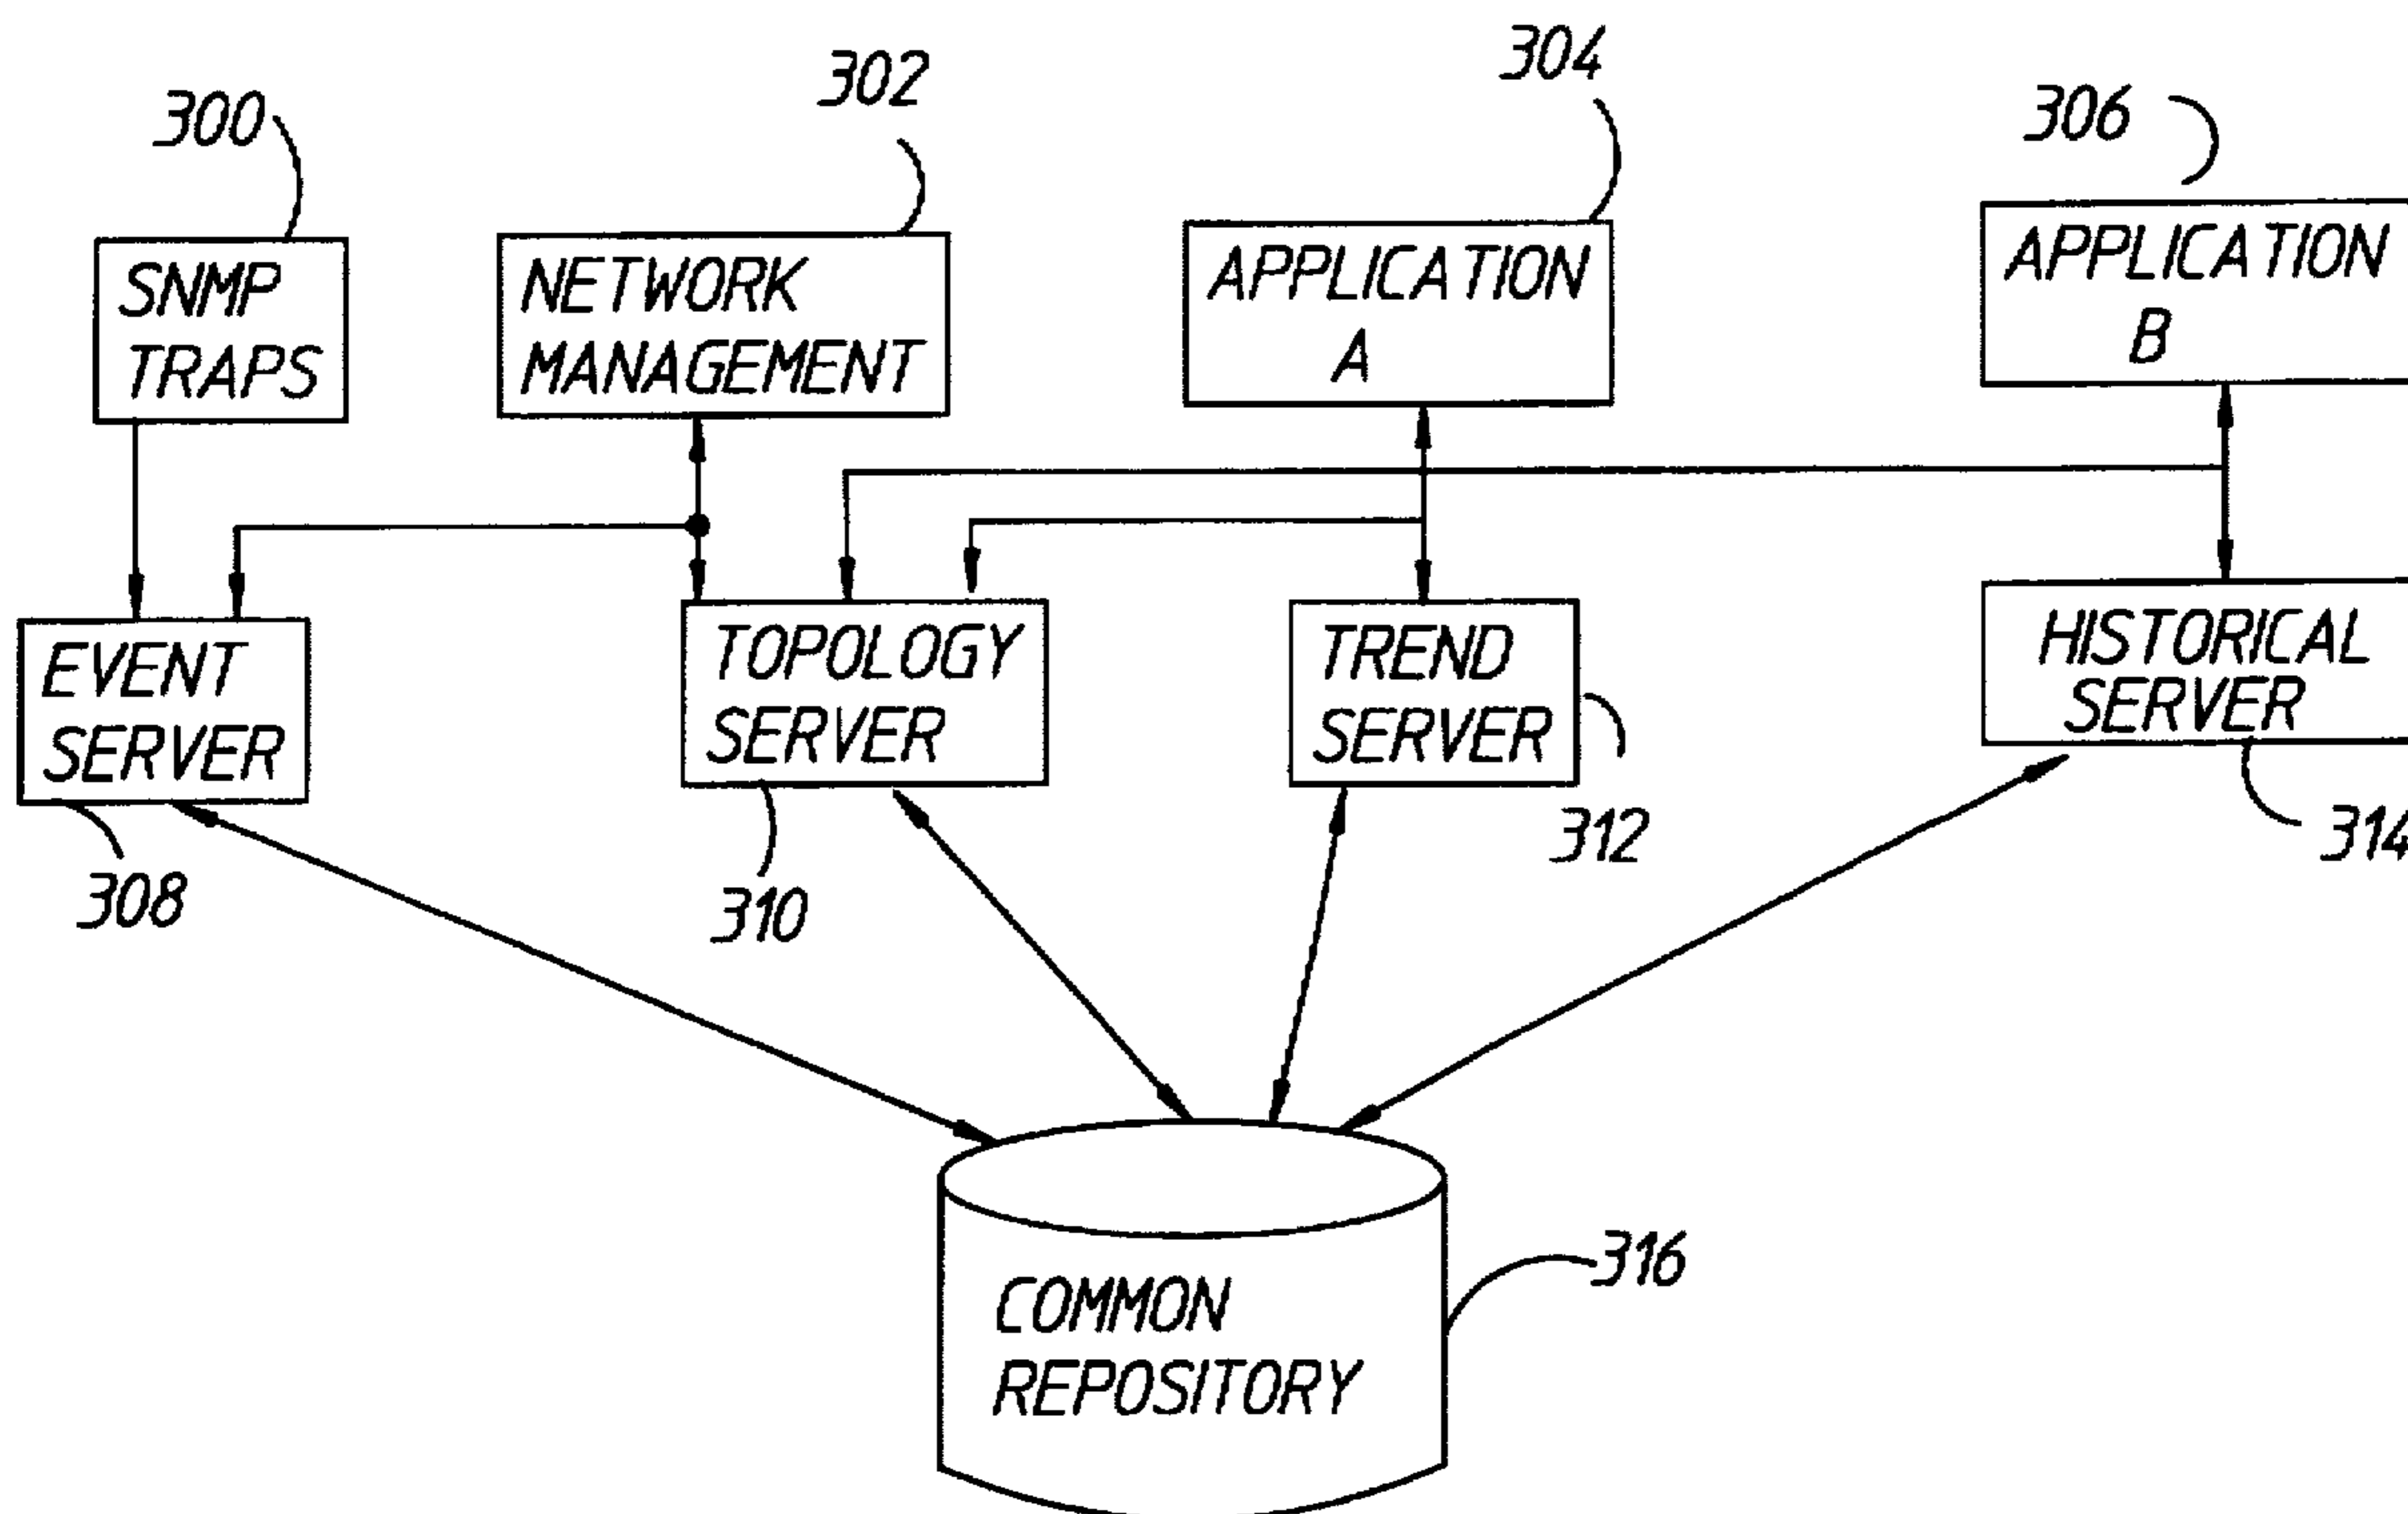 300
302
304
306
SNMP
TRAPS
NETWORK
MANAGEMENT
APPLICATION
A
APPLICATION
B
EVENT
SERVER
TOPOLOGY
SERVER
TREND
SERVER
HISTORICAL
SERVER
308
310
312
314
COMMON
REPOSITORY
316